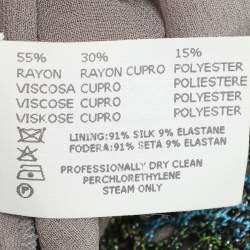 55% 30% 15%
RAYON RAYON CUPRO POLYESTER
VISCOSA CUPRO POLIESTERE
VISCOSE CUPRO POLYESTER
VISKOSE CUPRO POLYESTER
LINING:91% SILK 9% ELASTANE
FODERA:91% SETA 9% ELASTAN
PROFESSIONALLY DRY CLEAN
PERCHLORETHYLENE
STEAM ONLY